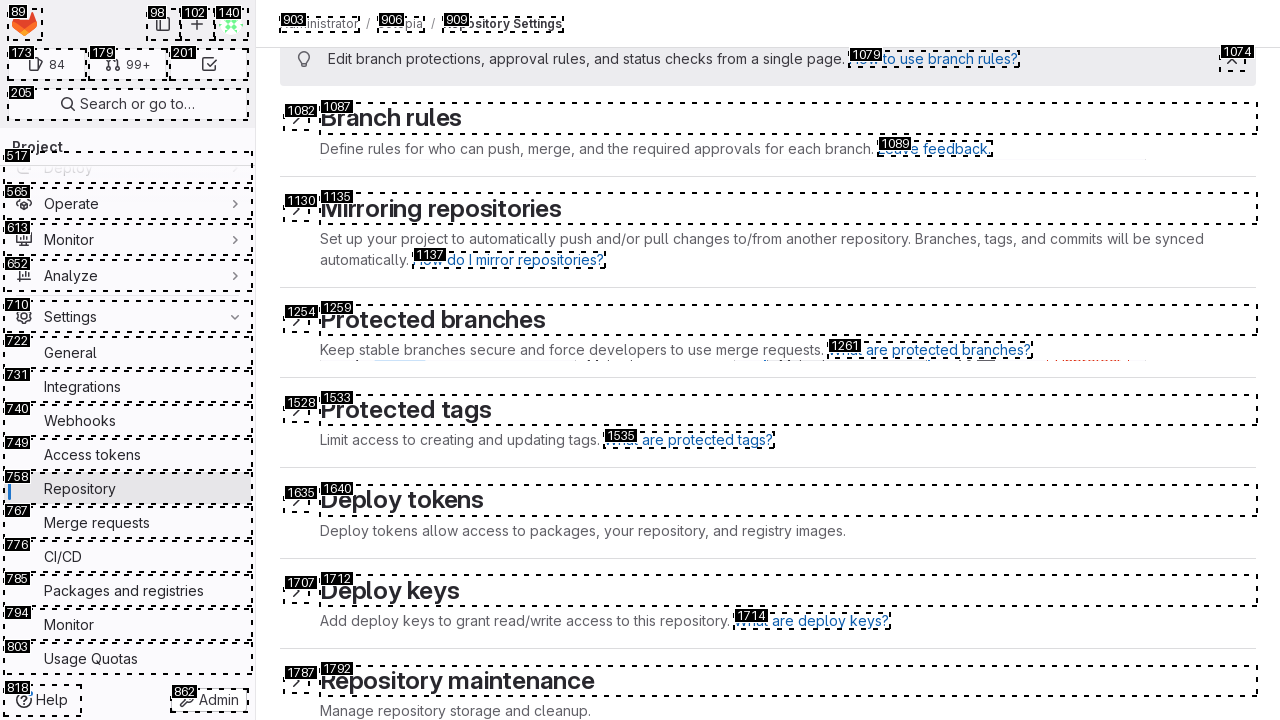 89 98 102 140
173 84 179 99+ 201
205 Search or go to…
Project
517 Deploy
565 Operate
613 Monitor
652 Analyze
710 Settings
722 General
731 Integrations
740 Webhooks
749 Access tokens
758 Repository
767 Merge requests
776 CI/CD
785 Packages and registries
794 Monitor
803 Usage Quotas
818 Help 862 Admin
903 / 906 / 909 Repository Settings
Edit branch protections, approval rules, and status checks from a single page. 1079 How to use branch rules? 1074
1082 1087 Branch rules
Define rules for who can push, merge, and the required approvals for each branch. 1089 Leave feedback.
1130 1135 Mirroring repositories
Set up your project to automatically push and/or pull changes to/from another repository. Branches, tags, and commits will be synced
automatically. 1137 How do I mirror repositories?
1254 1259 Protected branches
Keep stable branches secure and force developers to use merge requests. 1261 What are protected branches?
1528 1533 Protected tags
Limit access to creating and updating tags. 1535 What are protected tags?
1635 1640 Deploy tokens
Deploy tokens allow access to packages, your repository, and registry images.
1707 1712 Deploy keys
Add deploy keys to grant read/write access to this repository. 1714 What are deploy keys?
1787 1792 Repository maintenance
Manage repository storage and cleanup.